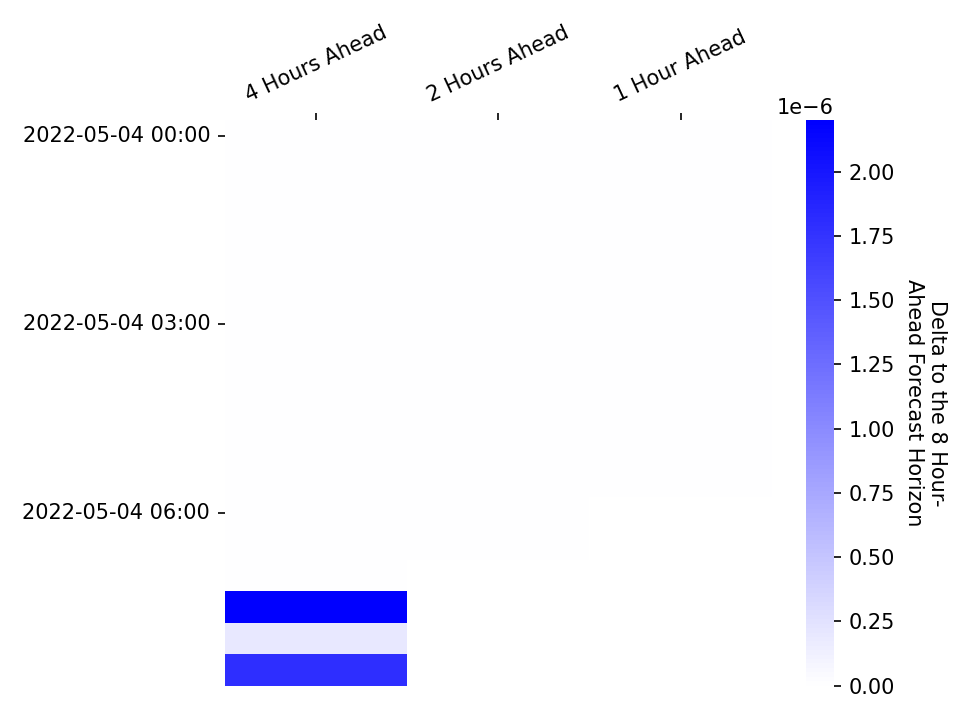 4 Hours Ahead
2 Hours Ahead
1 Hour Ahead
1e−6
2022-05-04 00:00
2022-05-04 03:00
2022-05-04 06:00
2.00
1.75
1.50
1.25
1.00
0.75
0.50
0.25
0.00
Delta to the 8 Hour-
Ahead Forecast Horizon